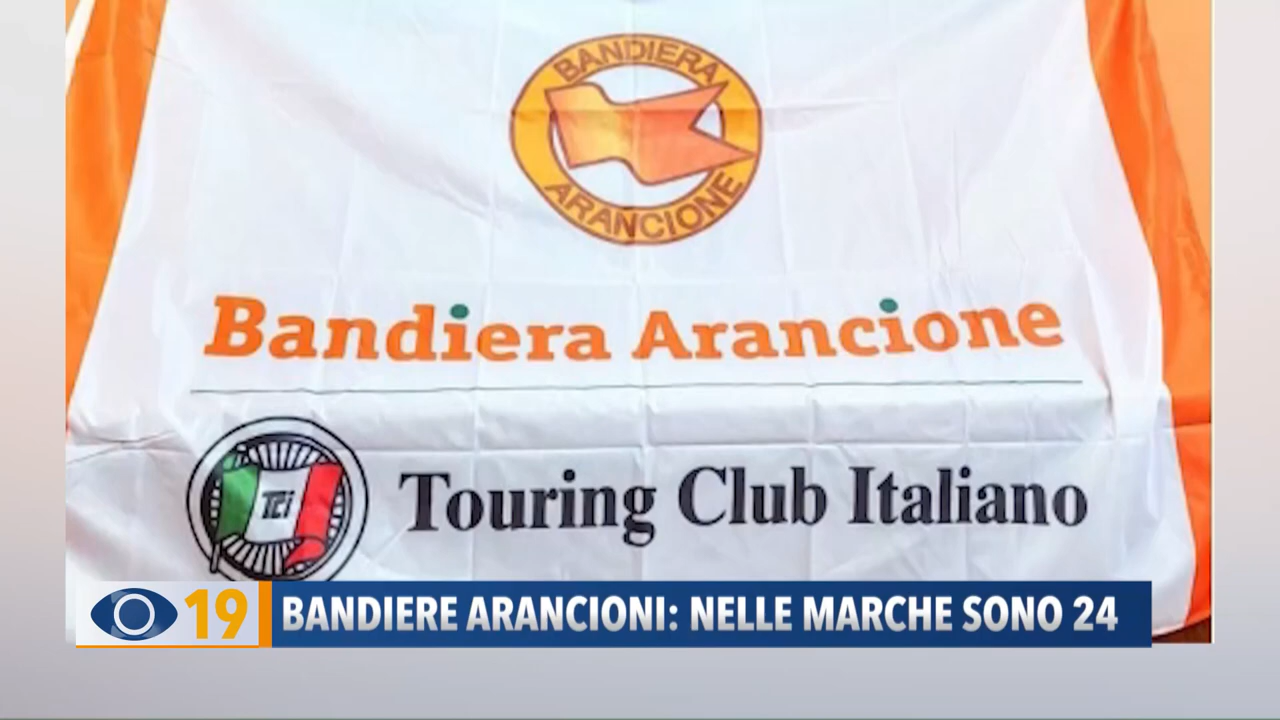 BANDIERA
ARANCIONE
Bandiera Arancione
Tci
Touring Club Italiano
19
BANDIERE ARANCIONI: NELLE MARCHE SONO 24